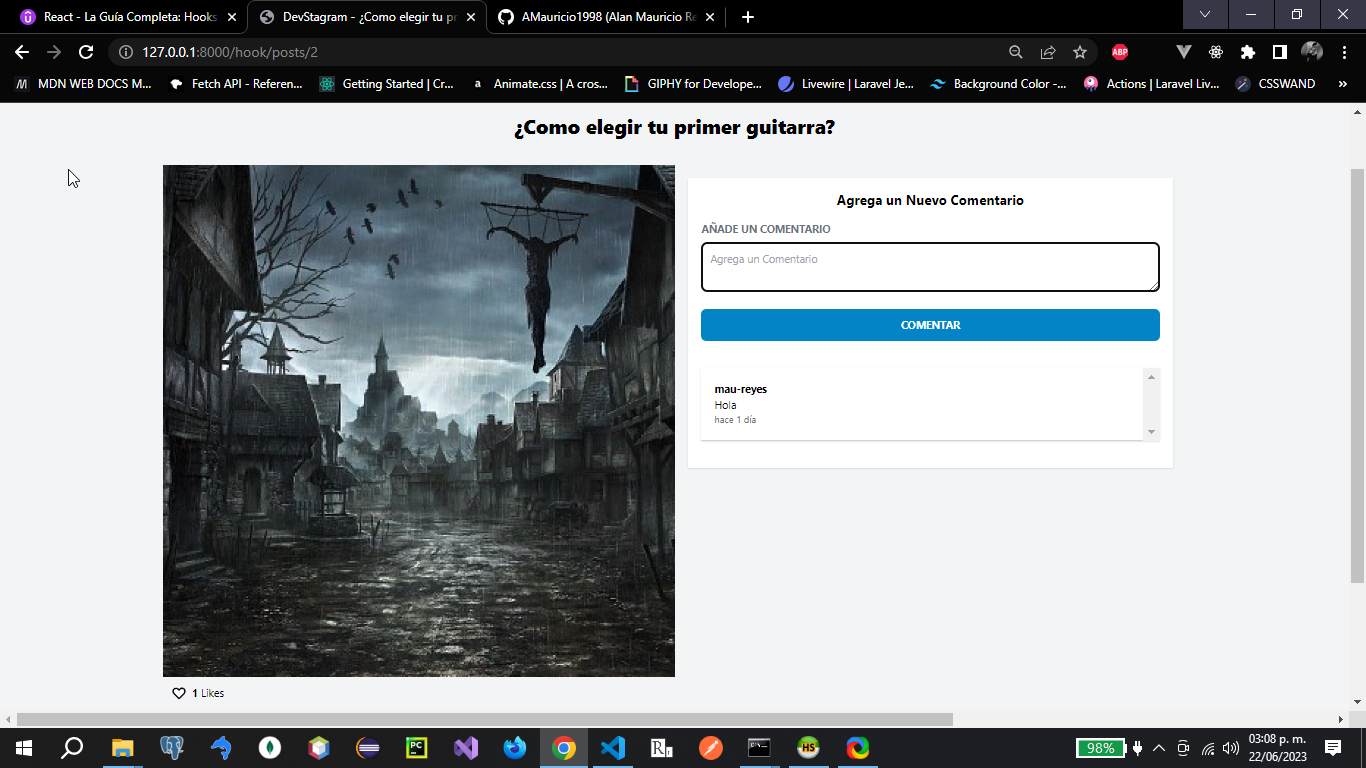 React - La Guía Completa: Hooks
DevStagram - ¿Como elegir tu pr
AMauricio1998 (Alan Mauricio Re
127.0.0.1:8000/hook/posts/2
ABP
MDN WEB DOCS M...
Fetch API - Referen...
Getting Started | Cr...
a Animate.css | A cros...
GIPHY for Develope...
Livewire | Laravel Je...
Background Color -...
Actions | Laravel Liv...
CSSWAND
»
¿Como elegir tu primer guitarra?
Agrega un Nuevo Comentario
AÑADE UN COMENTARIO
Agrega un Comentario
COMENTAR
mau-reyes
Hola
hace 1 día
1 Likes
PC
HS
98%
03:08 p. m.
22/06/2023